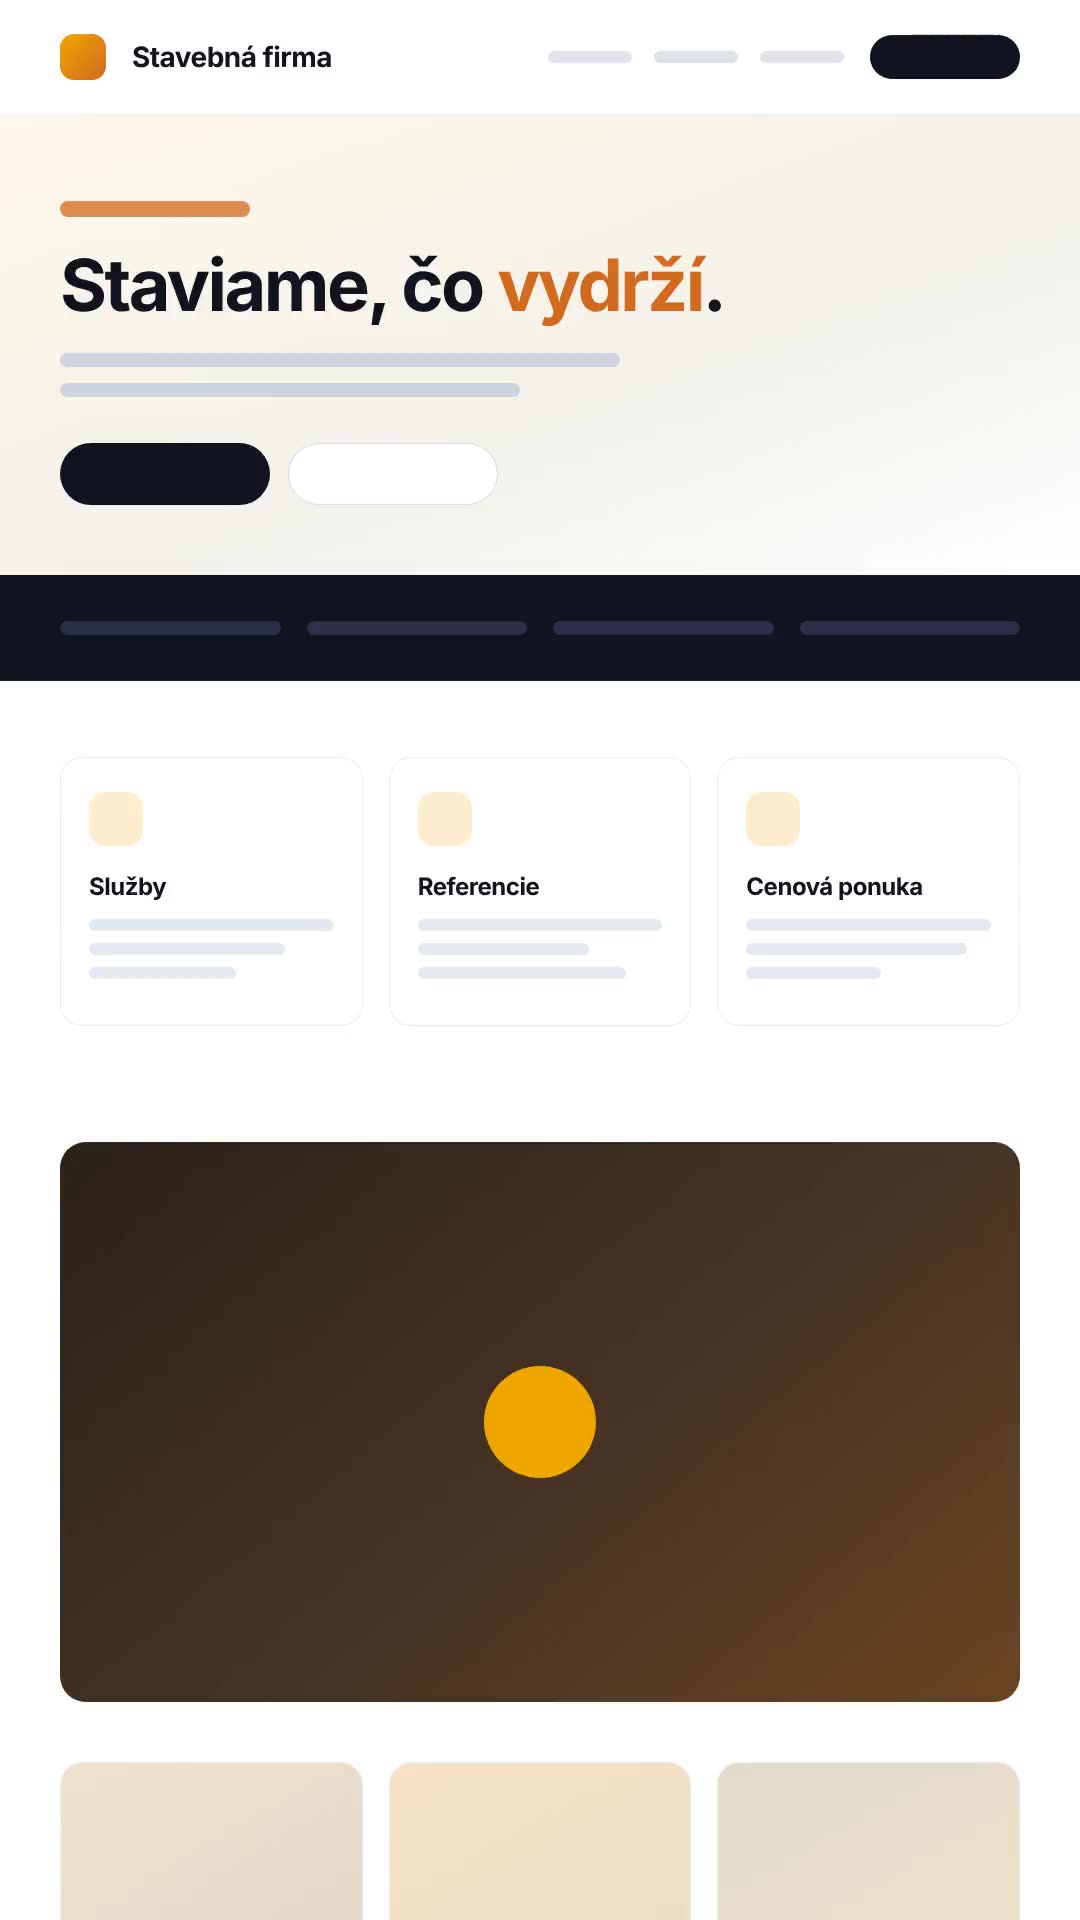 Stavebná firma
Staviame, čo vydrží.
Služby
Referencie
Cenová ponuka